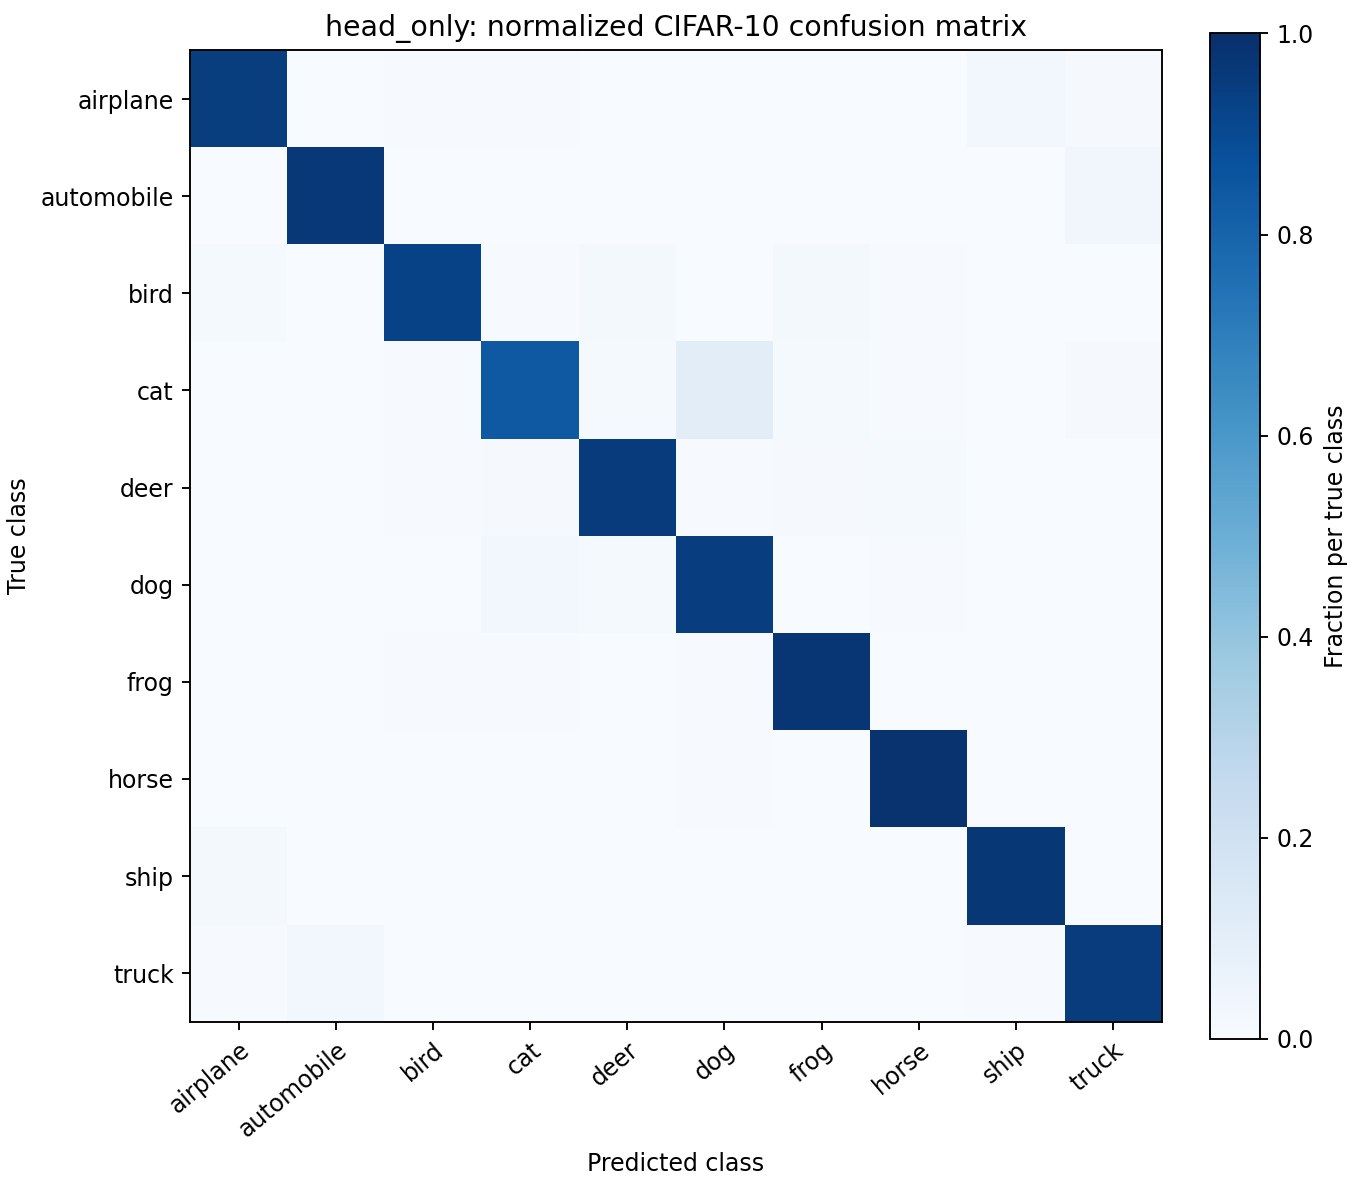 head_only: normalized CIFAR-10 confusion matrix
True class
airplane
automobile
bird
cat
deer
dog
frog
horse
ship
truck
airplane
automobile
bird
cat
deer
dog
frog
horse
ship
truck
Predicted class
1.0
0.8
0.6
0.4
0.2
0.0
Fraction per true class